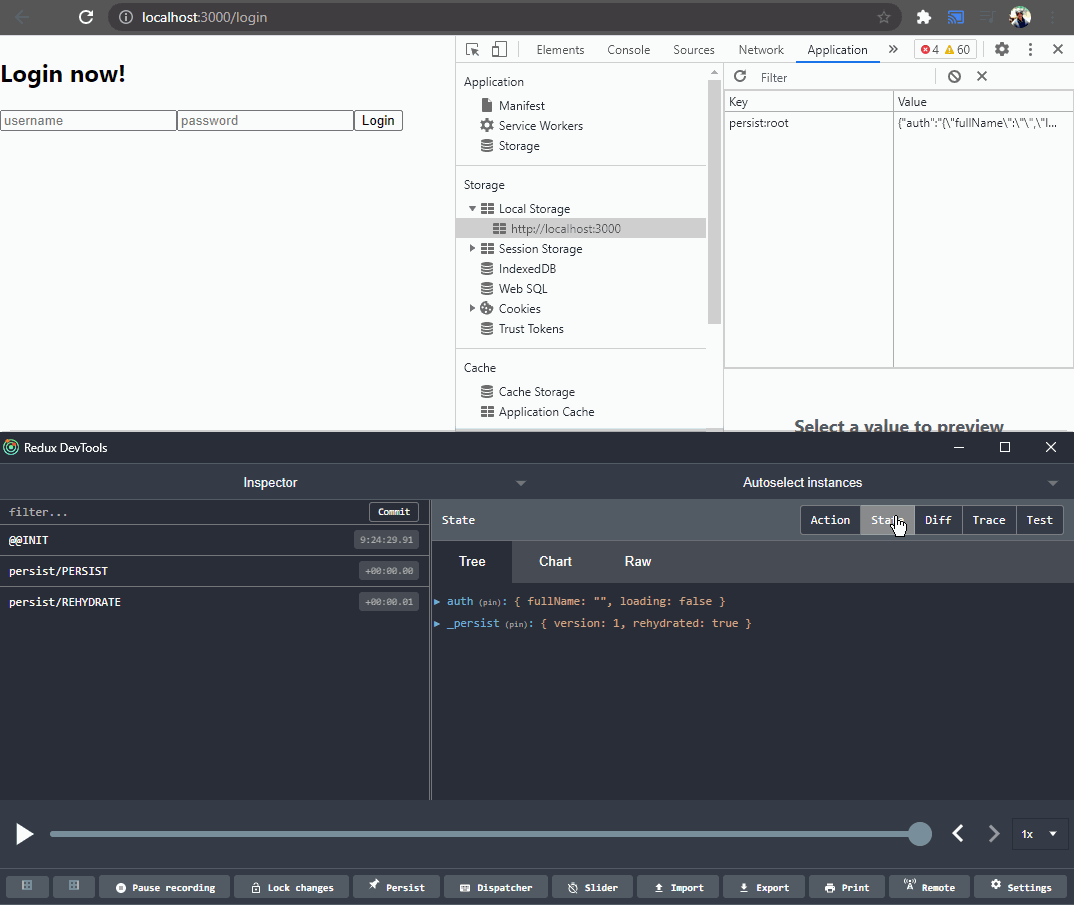 localhost:3000/login
Login now!
username password Login
Elements Console Sources Network Application » 4 60
Application
Manifest
Service Workers
Storage
Storage
Local Storage
http://localhost:3000
Session Storage
IndexedDB
Web SQL
Cookies
Trust Tokens
Cache
Cache Storage
Application Cache
Filter
Key Value
persist:root {"auth":"{\"fullName\":\"\",\"l...
Select a value to preview
Redux DevTools
Inspector Autoselect instances
filter... Commit
@@INIT 9:24:29.91
persist/PERSIST +00:00.00
persist/REHYDRATE +00:00.01
State Action State Diff Trace Test
Tree Chart Raw
auth (pin): { fullName: "", loading: false }
_persist (pin): { version: 1, rehydrated: true }
1x
Pause recording Lock changes Persist Dispatcher Slider Import Export Print Remote Settings